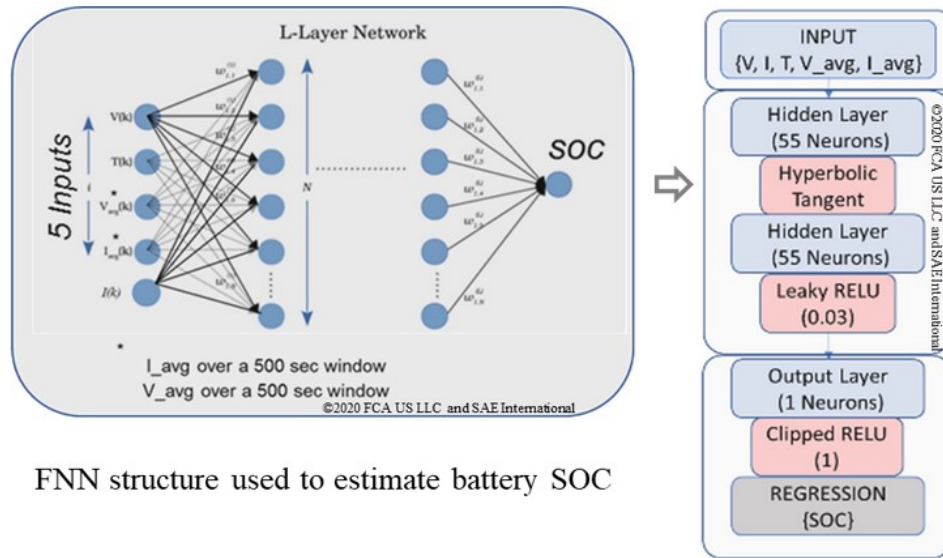 L-Layer Network
5 Inputs
V(k)
T(k)
V_avg(k)
I_avg(k)
I(k)
*
*
i
N
SOC
*
I_avg over a 500 sec window
V_avg over a 500 sec window
©2020 FCA US LLC and SAE International
FNN structure used to estimate battery SOC
INPUT
{V, I, T, V_avg, I_avg}
Hidden Layer
(55 Neurons)
Hyperbolic
Tangent
Hidden Layer
(55 Neurons)
Leaky RELU
(0.03)
Output Layer
(1 Neurons)
Clipped RELU
(1)
REGRESSION
{SOC}
©2020 FCA US LLC and SAE International